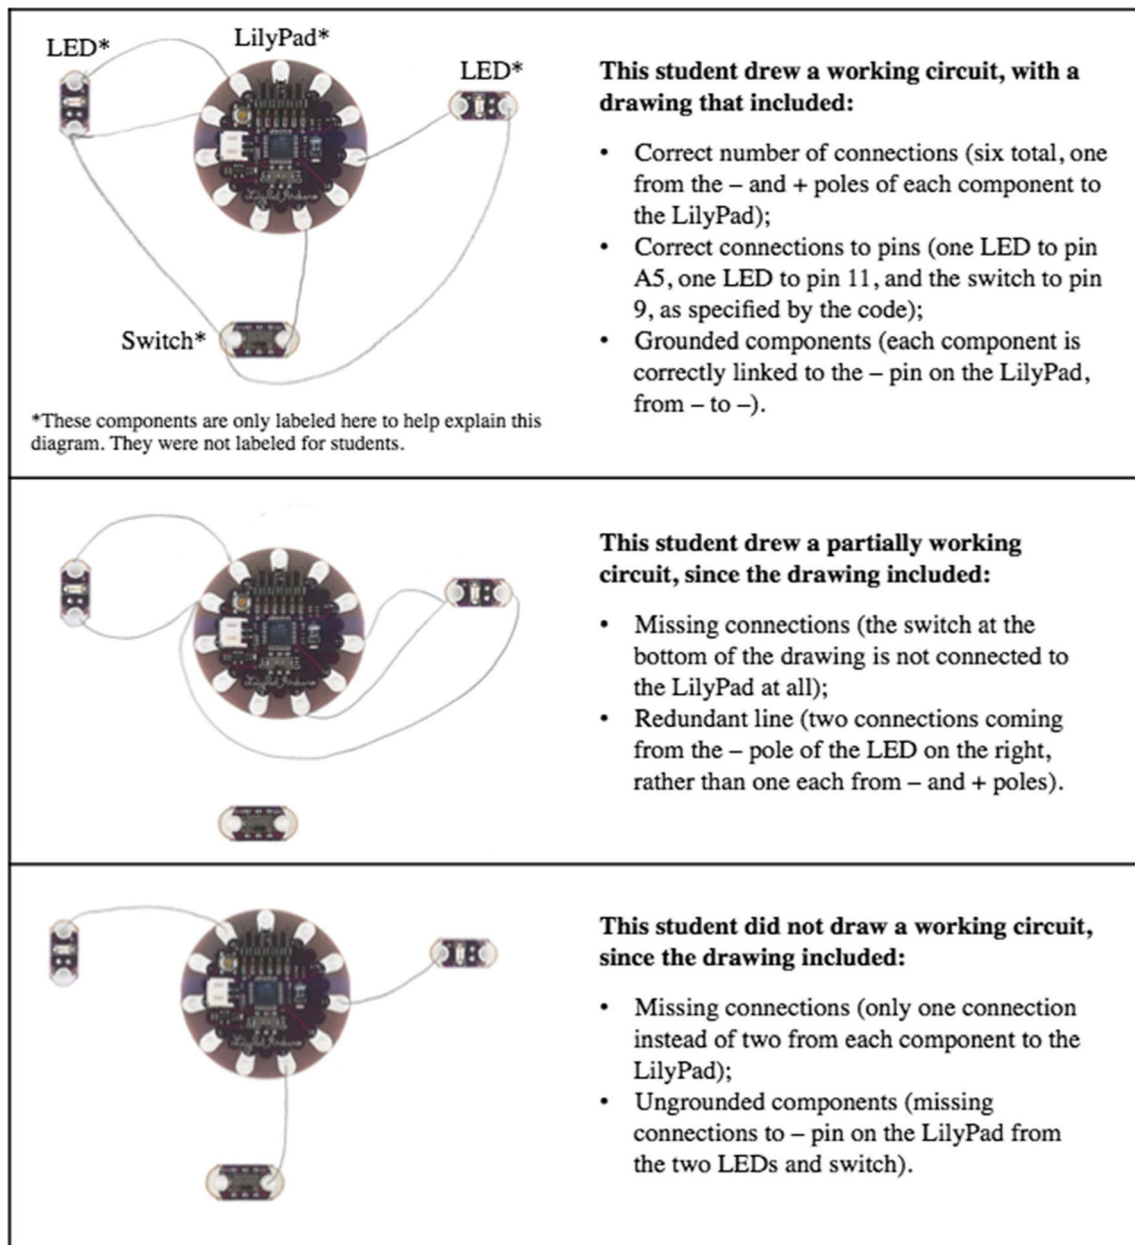 LED*
LilyPad*
LED*
Switch*
*These components are only labeled here to help explain this
diagram. They were not labeled for students.
This student drew a working circuit, with a
drawing that included:
• Correct number of connections (six total, one
from the – and + poles of each component to
the LilyPad);
• Correct connections to pins (one LED to pin
A5, one LED to pin 11, and the switch to pin
9, as specified by the code);
• Grounded components (each component is
correctly linked to the – pin on the LilyPad,
from – to –).
LilyPad Arduino
This student drew a partially working
circuit, since the drawing included:
• Missing connections (the switch at the
bottom of the drawing is not connected to
the LilyPad at all);
• Redundant line (two connections coming
from the – pole of the LED on the right,
rather than one each from – and + poles).
LilyPad Arduino
This student did not draw a working circuit,
since the drawing included:
• Missing connections (only one connection
instead of two from each component to the
LilyPad);
• Ungrounded components (missing
connections to – pin on the LilyPad from
the two LEDs and switch).
LilyPad Arduino